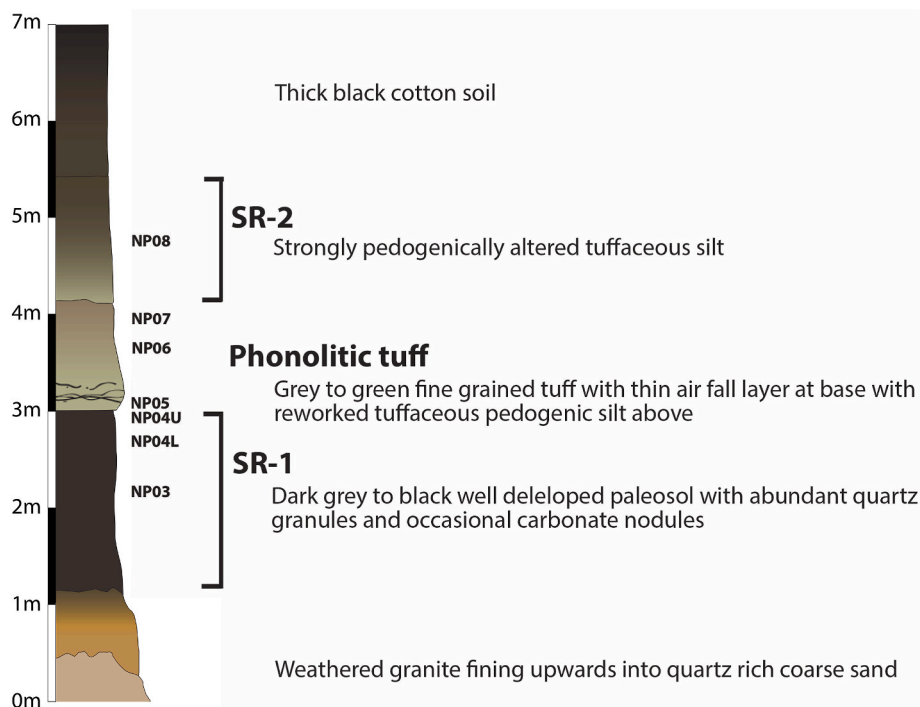 7m
Thick black cotton soil
6m
5m
SR-2
NP08
Strongly pedogenically altered tuffaceous silt
4m
NP07
NP06
Phonolitic tuff
Grey to green fine grained tuff with thin air fall layer at base with
reworked tuffaceous pedogenic silt above
NP05
3m
NP04U
NP04L
SR-1
NP03
Dark grey to black well deleloped paleosol with abundant quartz
granules and occasional carbonate nodules
2m
1m
Weathered granite fining upwards into quartz rich coarse sand
0m